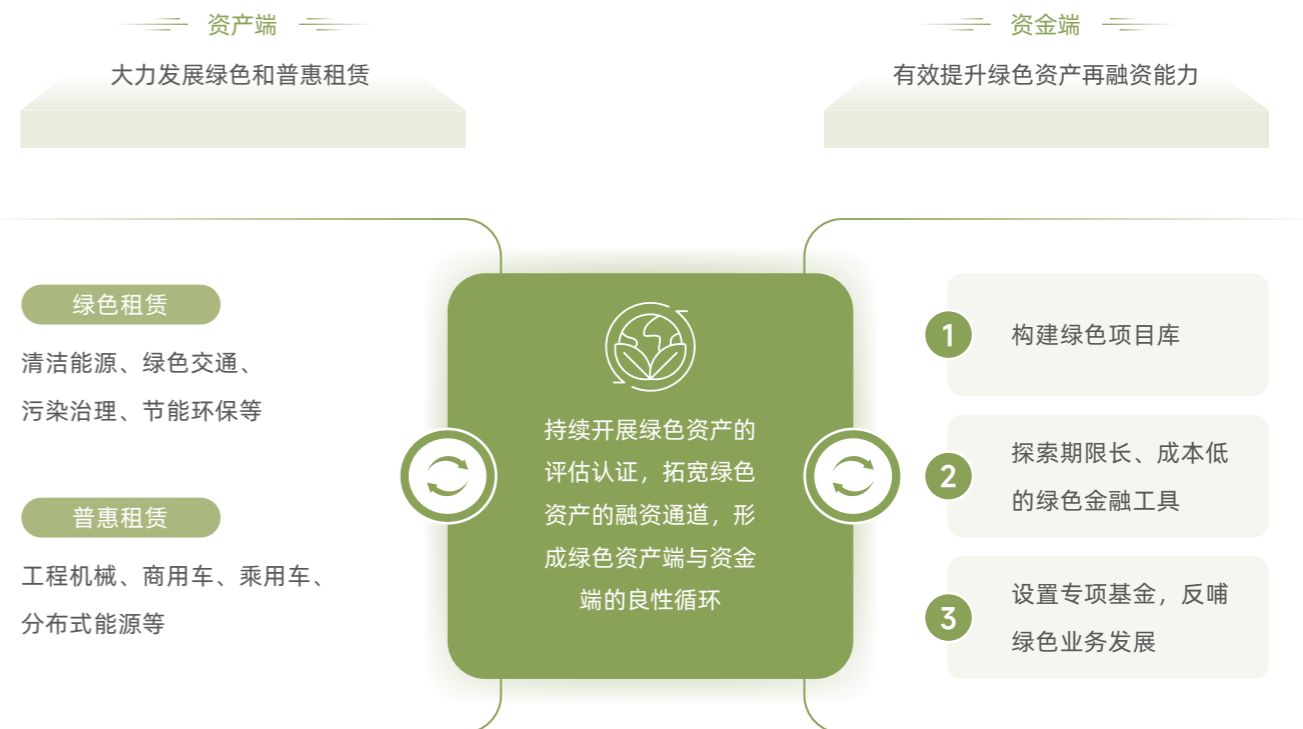 资产端
大力发展绿色和普惠租赁
资金端
有效提升绿色资产再融资能力
绿色租赁
清洁能源、绿色交通、
污染治理、节能环保等
普惠租赁
工程机械、商用车、乘用车、
分布式能源等
持续开展绿色资产的
评估认证，拓宽绿色
资产的融资通道，形
成绿色资产端与资金
端的良性循环
1
构建绿色项目库
2
探索期限长、成本低
的绿色金融工具
3
设置专项基金，反哺
绿色业务发展